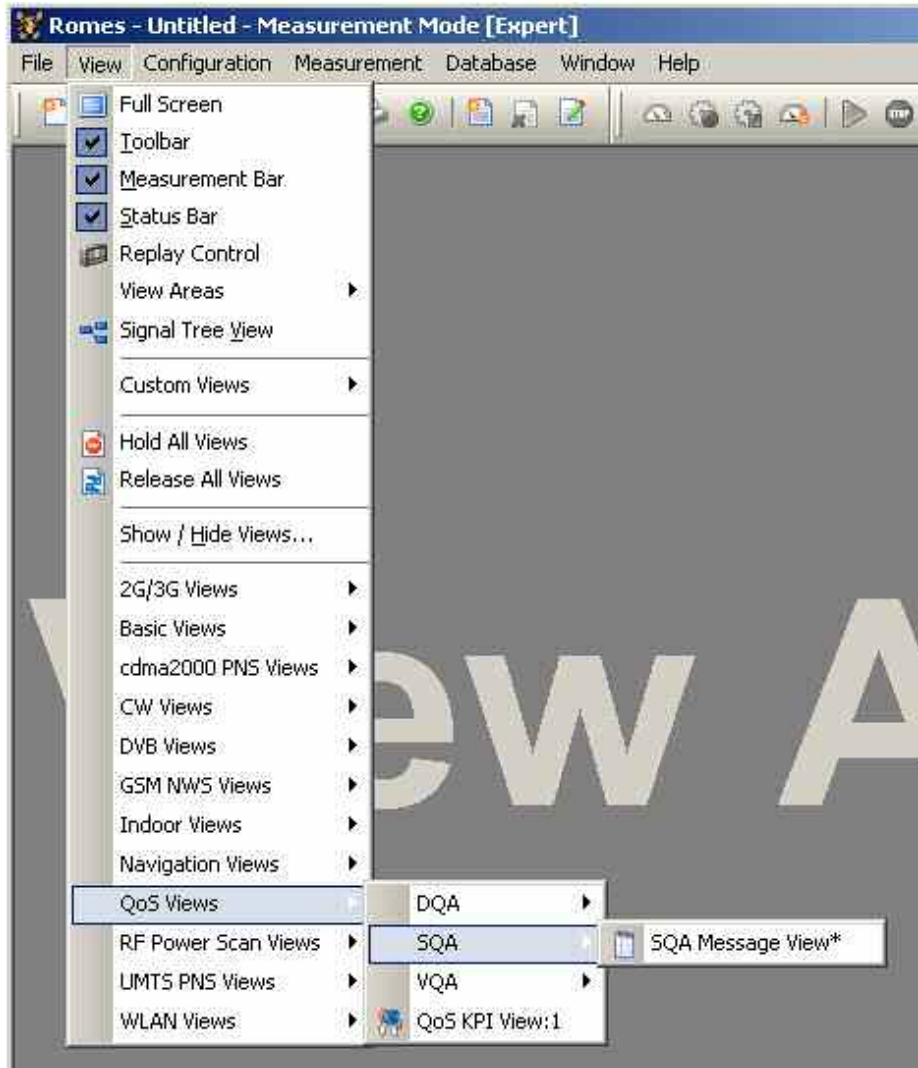 Romes - Untitled - Measurement Mode [Expert]
File View Configuration Measurement Database Window Help
Full Screen
Toolbar
Measurement Bar
Status Bar
Replay Control
View Areas
Signal Tree View
Custom Views
Hold All Views
Release All Views
Show / Hide Views...
2G/3G Views
Basic Views
cdma2000 PNS Views
CW Views
DVB Views
GSM NWS Views
Indoor Views
Navigation Views
QoS Views
RF Power Scan Views
UMTS PNS Views
WLAN Views
DQA
SQA
VQA
QoS KPI View:1
SQA Message View*